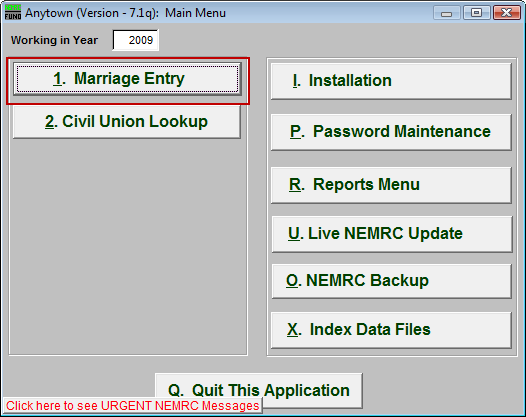 Anytown (Version - 7.1q): Main Menu
FUND
Working in Year 2009
1. Marriage Entry
2. Civil Union Lookup
I. Installation
P. Password Maintenance
R. Reports Menu
U. Live NEMRC Update
O. NEMRC Backup
X. Index Data Files
Q. Quit This Application
Click here to see URGENT NEMRC Messages